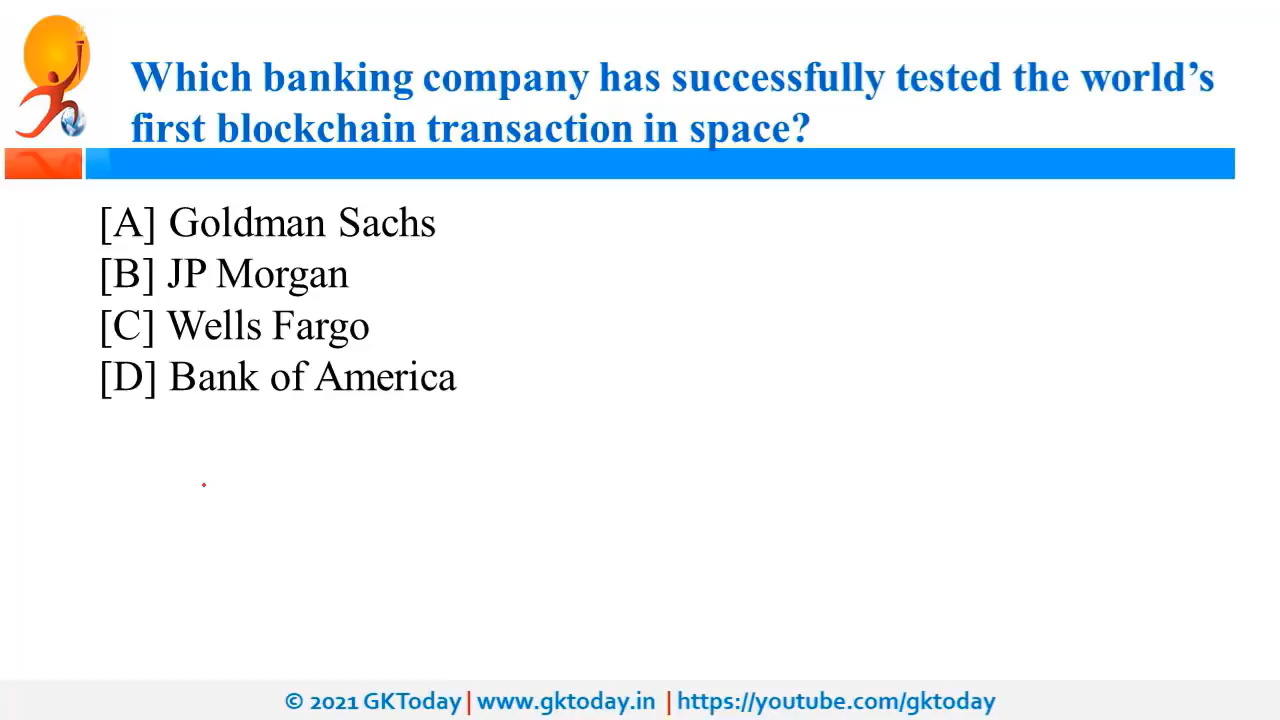 Which banking company has successfully tested the world’s
first blockchain transaction in space?
[A] Goldman Sachs
[B] JP Morgan
[C] Wells Fargo
[D] Bank of America
© 2021 GKToday | www.gktoday.in | https://youtube.com/gktoday